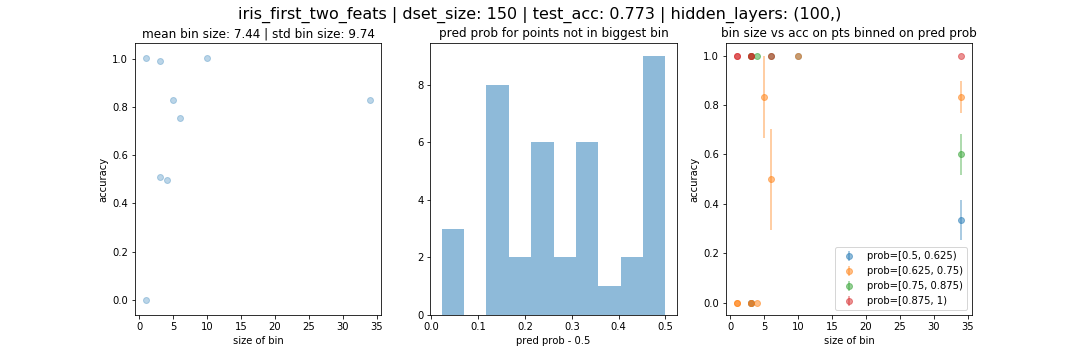 iris_first_two_feats | dset_size: 150 | test_acc: 0.773 | hidden_layers: (100,)
mean bin size: 7.44 | std bin size: 9.74
accuracy
1.0
0.8
0.6
0.4
0.2
0.0
0 5 10 15 20 25 30 35
size of bin
pred prob for points not in biggest bin
8
6
4
2
0
0.0 0.1 0.2 0.3 0.4 0.5
pred prob - 0.5
bin size vs acc on pts binned on pred prob
accuracy
1.0
0.8
0.6
0.4
0.2
0.0
prob=[0.5, 0.625)
prob=[0.625, 0.75)
prob=[0.75, 0.875)
prob=[0.875, 1)
0 5 10 15 20 25 30 35
size of bin